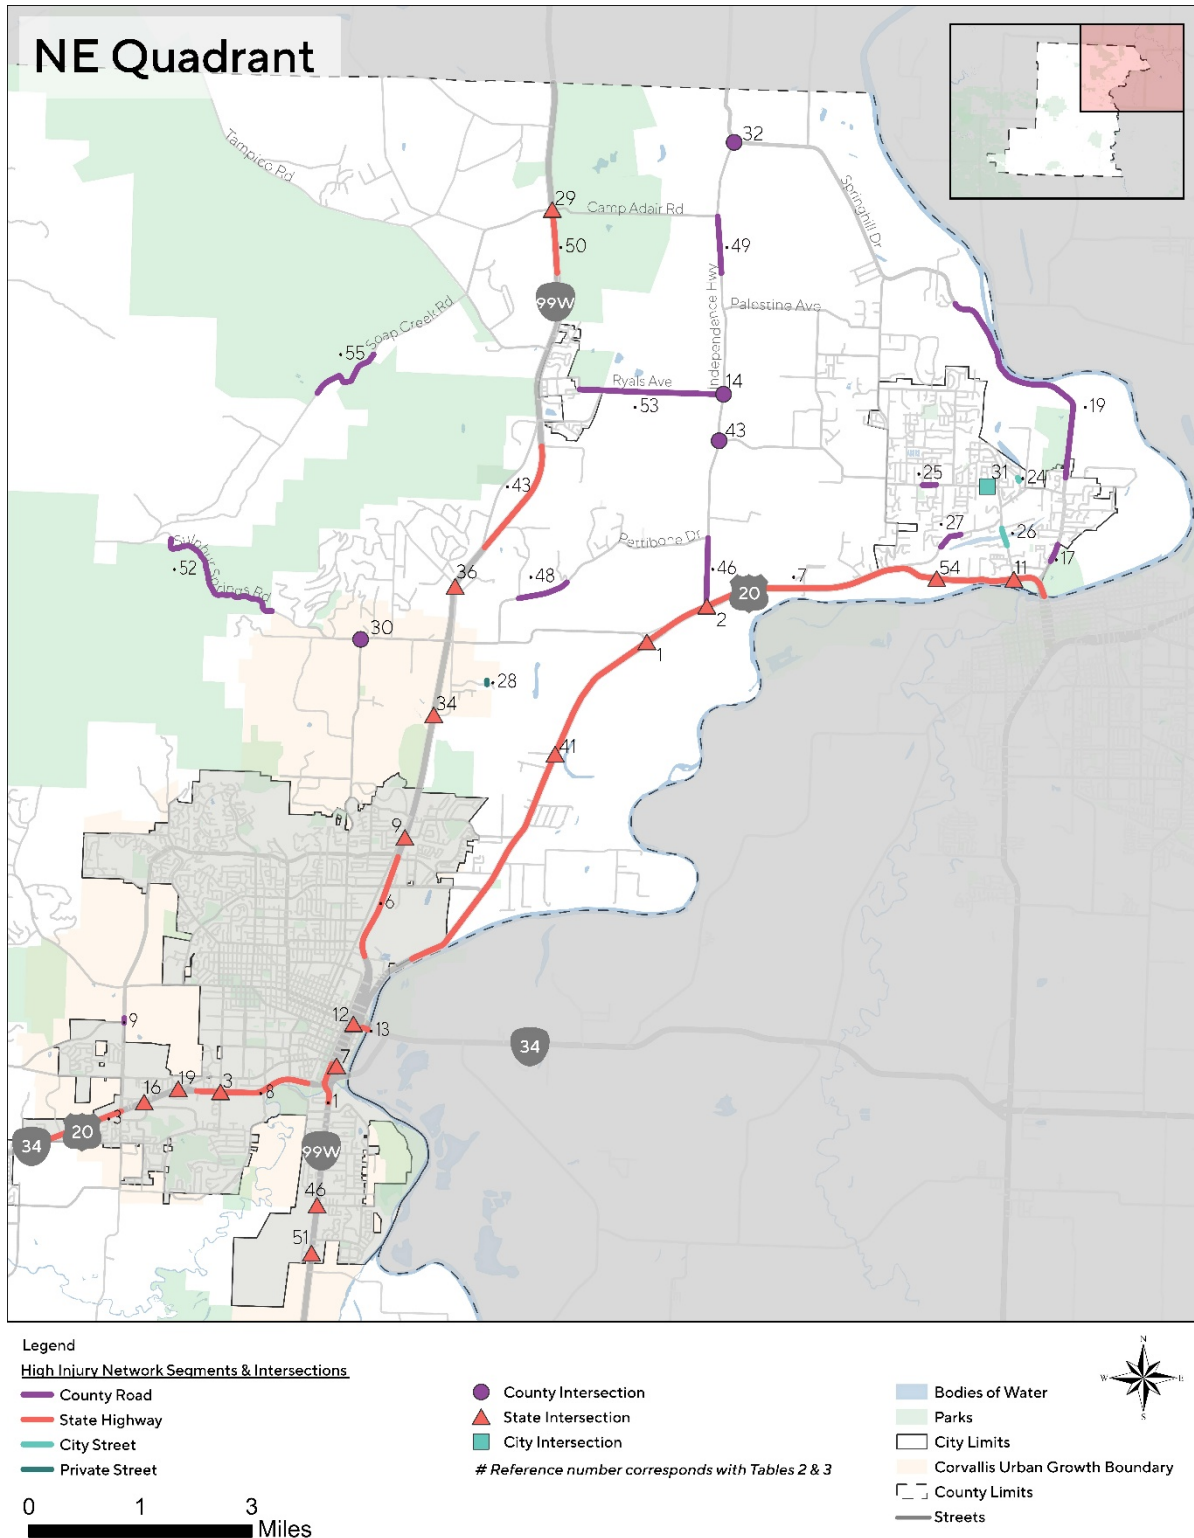 NE Quadrant
Tampico Rd
32
Springhill Dr
29
Camp Adair Rd
50
49
99W
Independance Hwy
Palestine Ave
Soap Creek Rd
55
Ryals Ave
14
53
19
43
43
25
31
24
27
26
Pettibone Dr
Sulphur Springs Rd
52
36
48
46
7
54
11
17
20
2
30
1
28
34
41
9
6
9
12
13
34
7
19
3
16
8
1
3
20
34
99W
46
51
Legend
High Injury Network Segments & Intersections
County Road
State Highway
City Street
Private Street
County Intersection
State Intersection
City Intersection
# Reference number corresponds with Tables 2 & 3
Bodies of Water
Parks
City Limits
Corvallis Urban Growth Boundary
County Limits
Streets
N
W
E
S
0 1 3
Miles